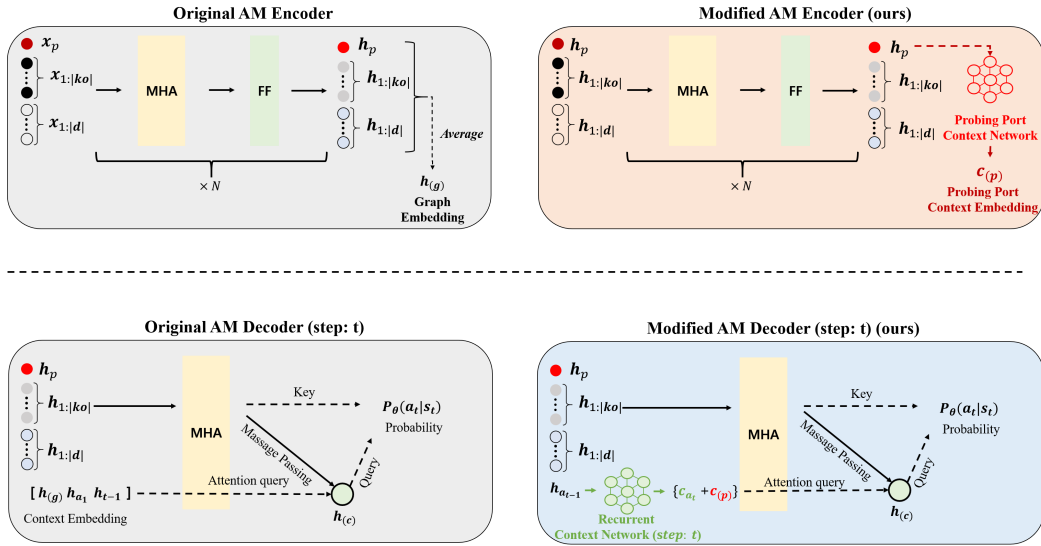 Original AM Encoder
x_p
x_{1:|ko|}
x_{1:|d|}
MHA
FF
× N
h_p
h_{1:|ko|}
h_{1:|d|}
Average
h_(g)
Graph
Embedding
Modified AM Encoder (ours)
h_p
h_{1:|ko|}
h_{1:|d|}
MHA
FF
× N
h_p
h_{1:|ko|}
h_{1:|d|}
Probing Port
Context Network
c_(p)
Probing Port
Context Embedding
Original AM Decoder (step: t)
h_p
h_{1:|ko|}
h_{1:|d|}
[ h_(g) h_{a_1} h_{t−1} ]
Context Embedding
MHA
Key
Massage Passing
Attention query
Query
h_(c)
P_θ(a_t|s_t)
Probability
Modified AM Decoder (step: t) (ours)
h_p
h_{1:|ko|}
h_{1:|d|}
h_{a_{t−1}}
Recurrent
Context Network (step: t)
{c_{a_t} + c_(p)}
MHA
Key
Massage Passing
Attention query
Query
h_(c)
P_θ(a_t|s_t)
Probability